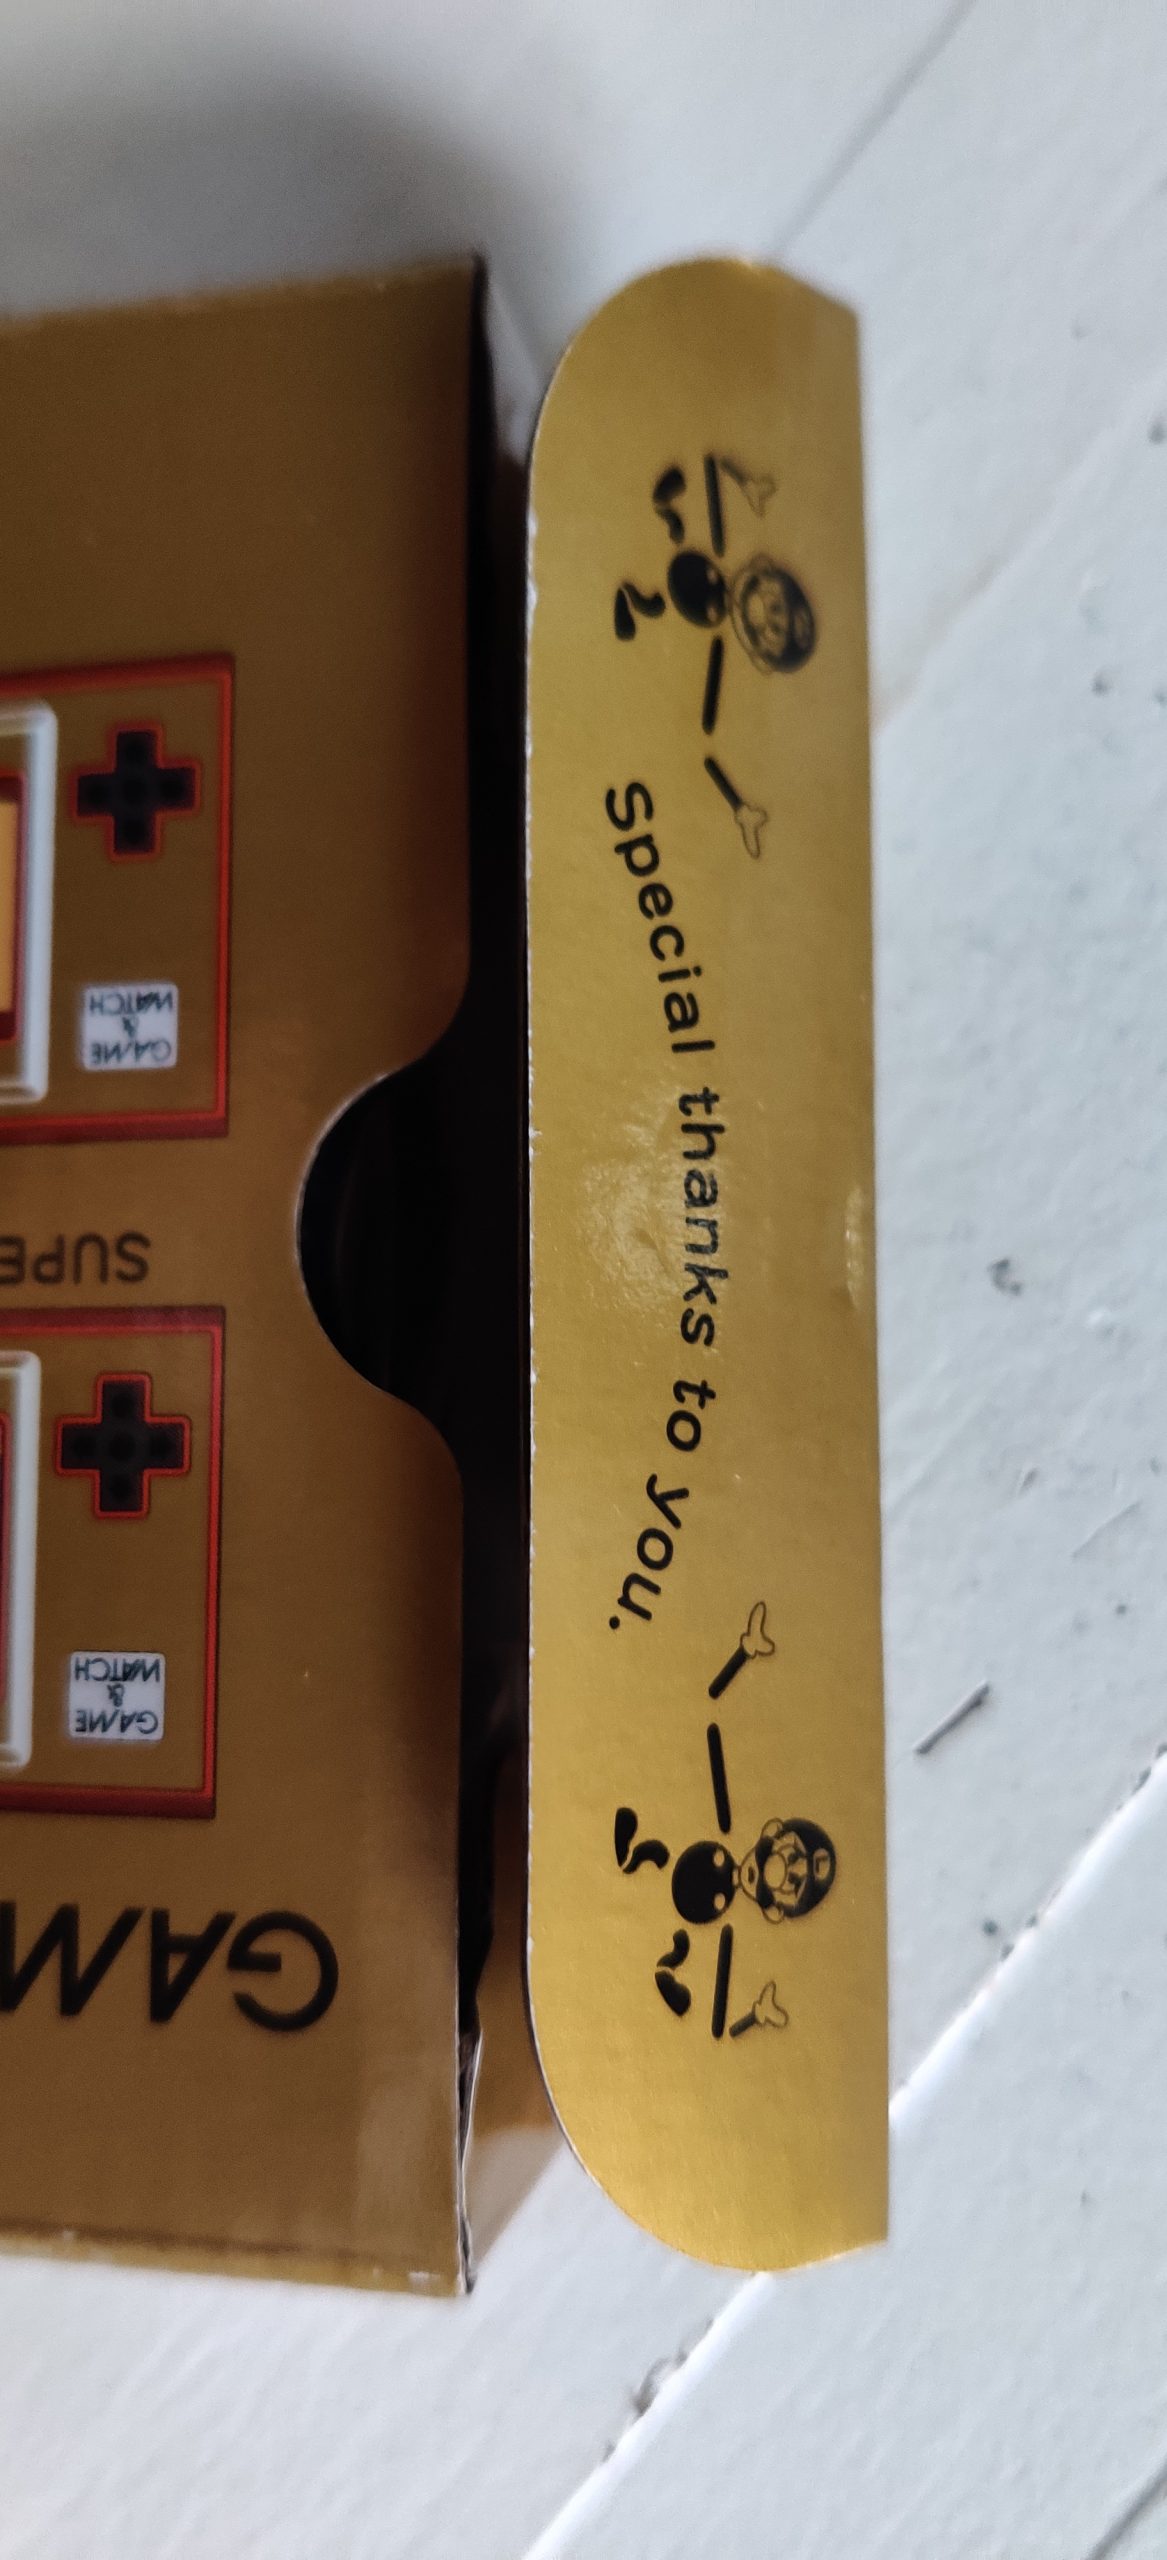 Special thanks to you.
GAME
&
WATCH
SUPE
GAME
&
WATCH
GAM